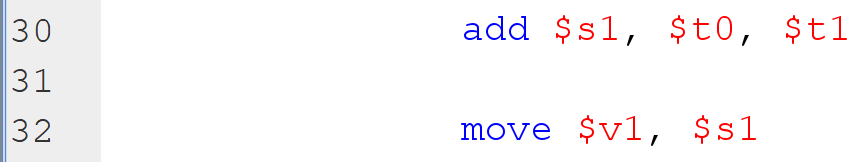 30 add $s1, $t0, $t1
31
32 move $v1, $s1